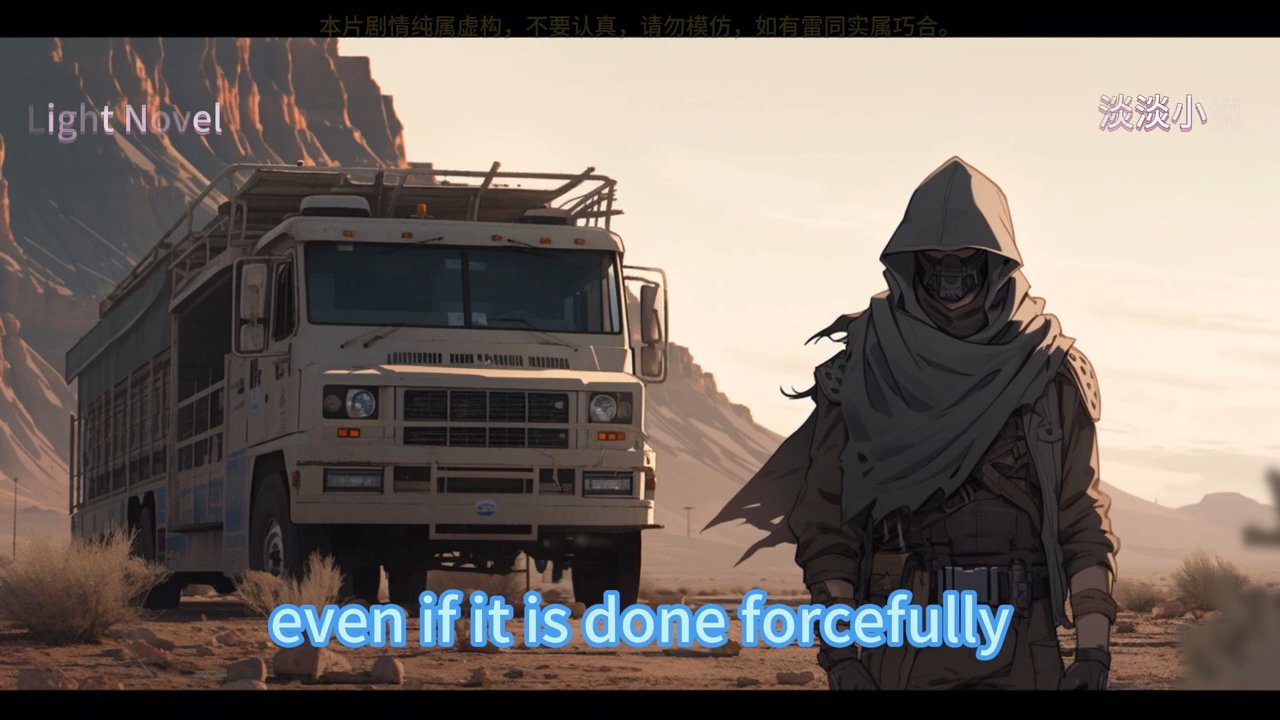 本片剧情纯属虚构，不要认真，请勿模仿，如有雷同实属巧合。
Light Novel
淡淡小说
even if it is done forcefully